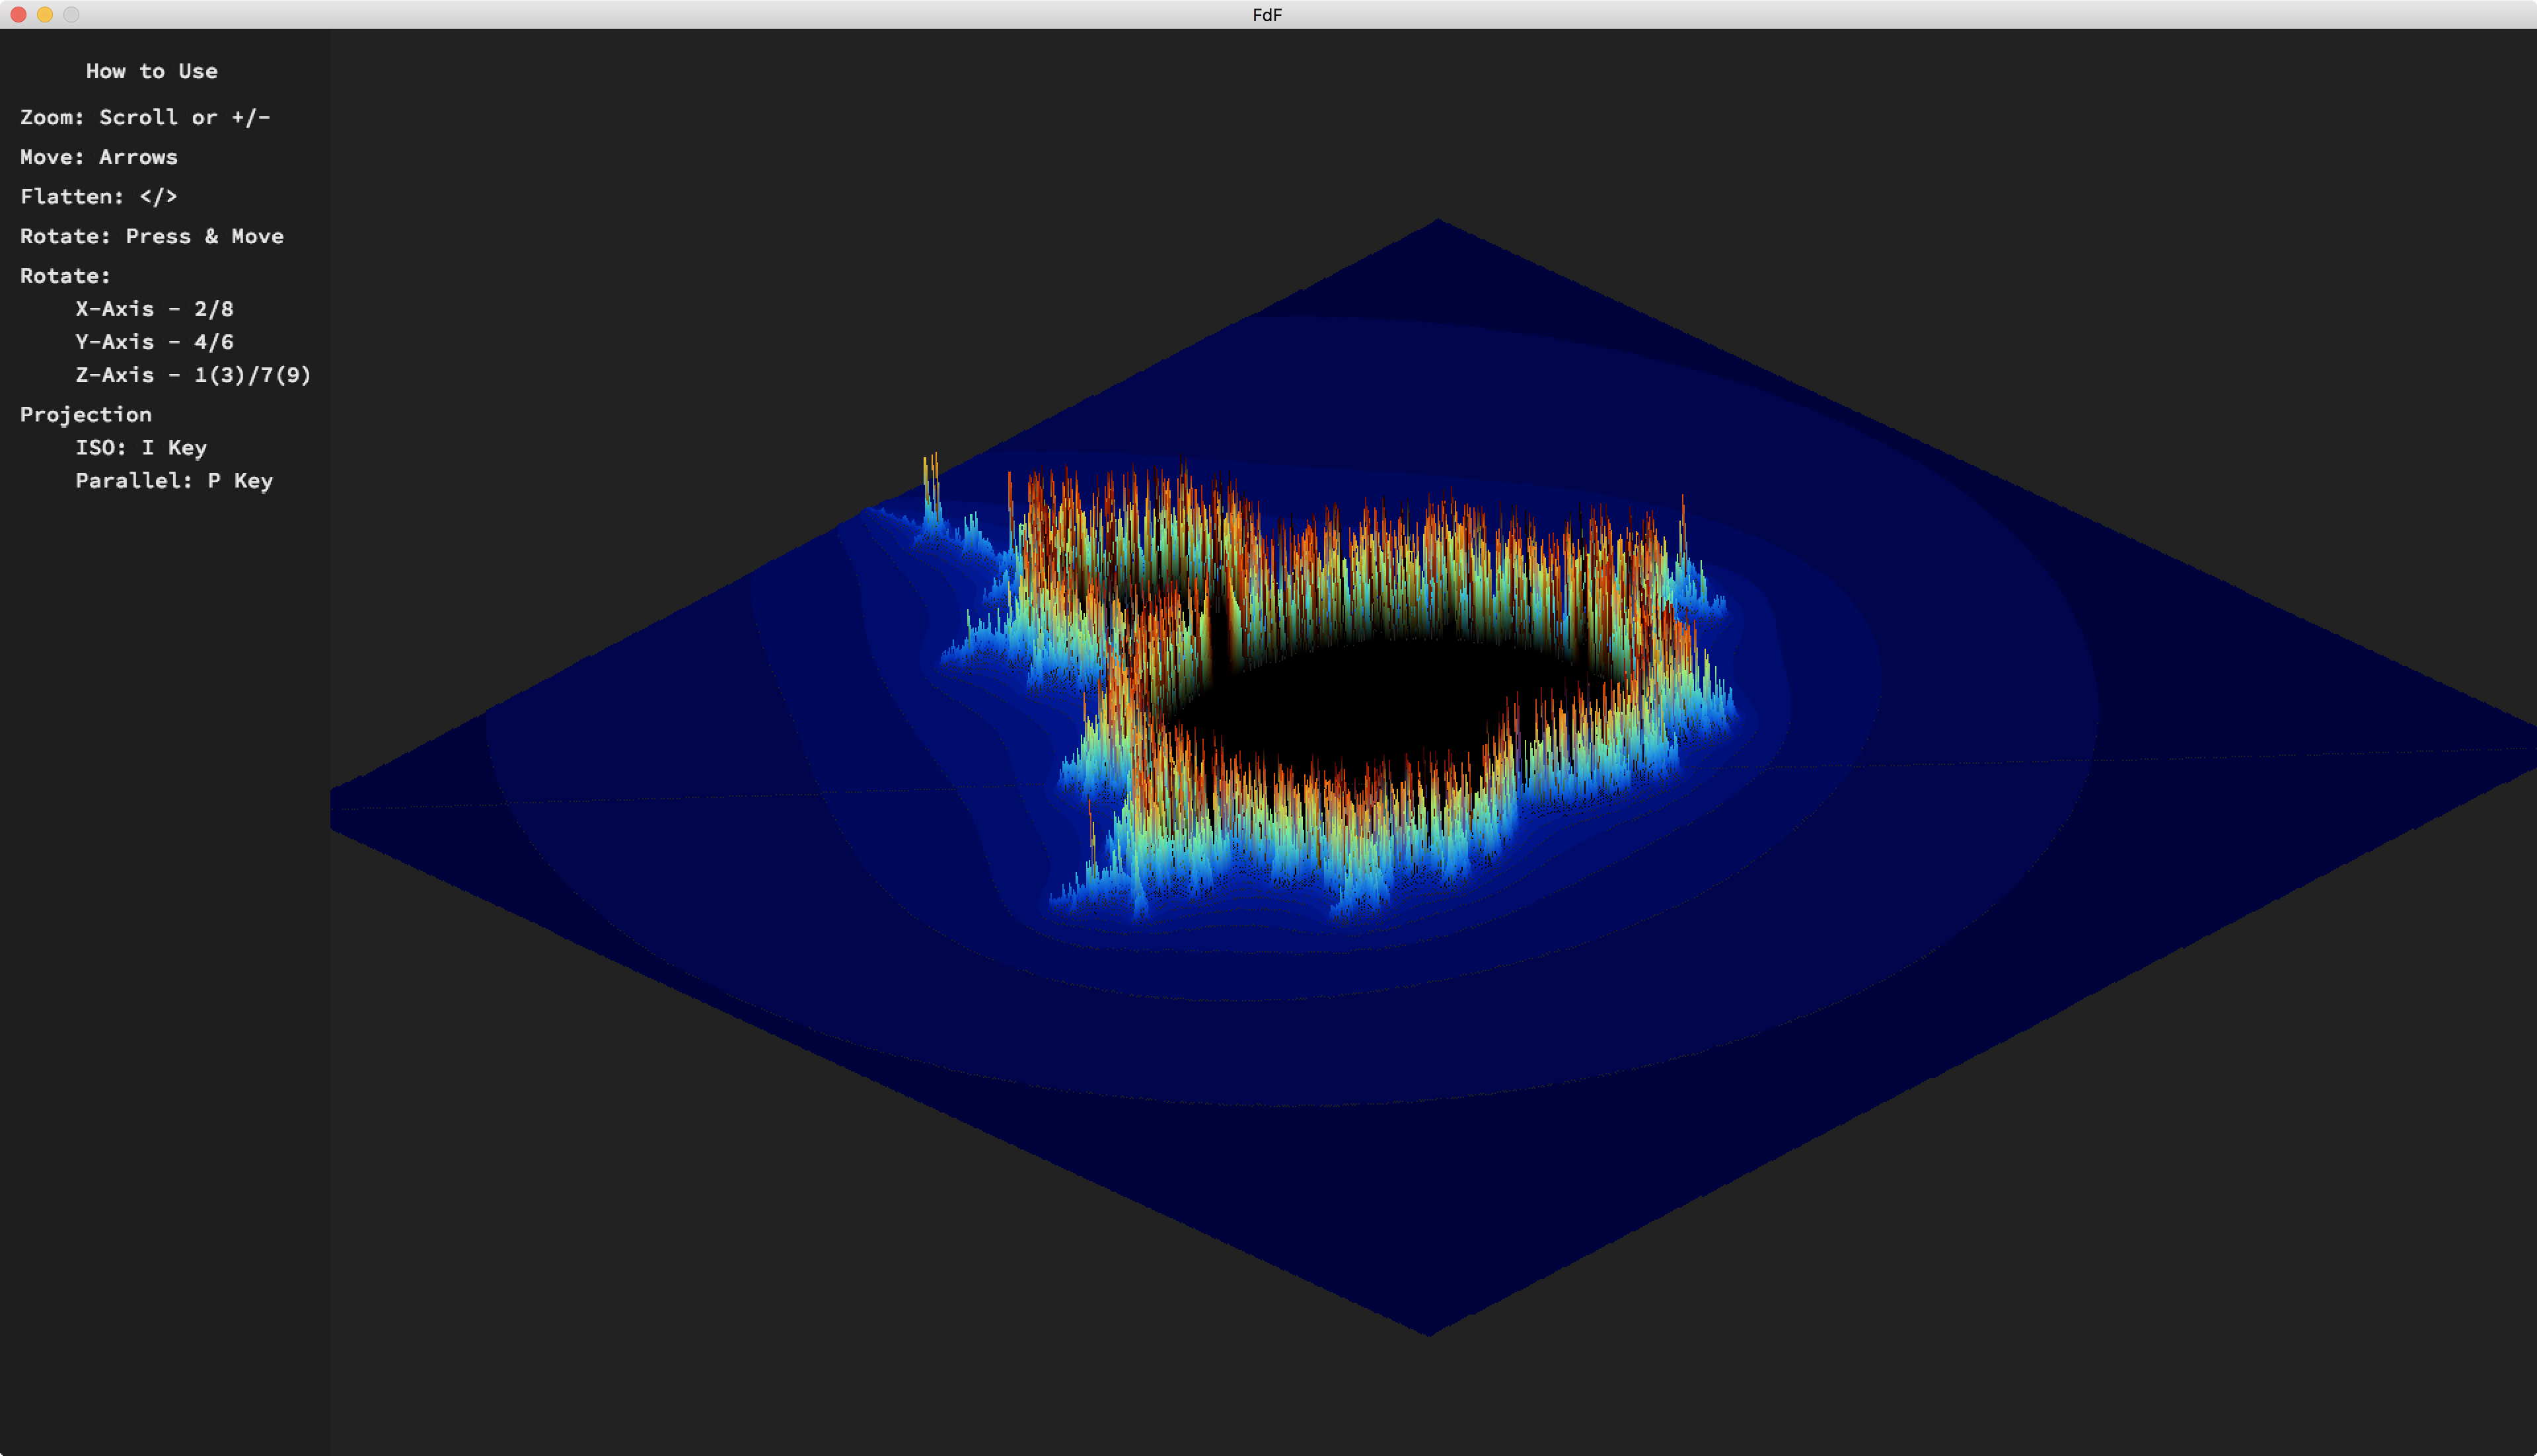 FdF
How to Use
Zoom: Scroll or +/-
Move: Arrows
Flatten: </>
Rotate: Press & Move
Rotate:
X-Axis - 2/8
Y-Axis - 4/6
Z-Axis - 1(3)/7(9)
Projection
ISO: I Key
Parallel: P Key